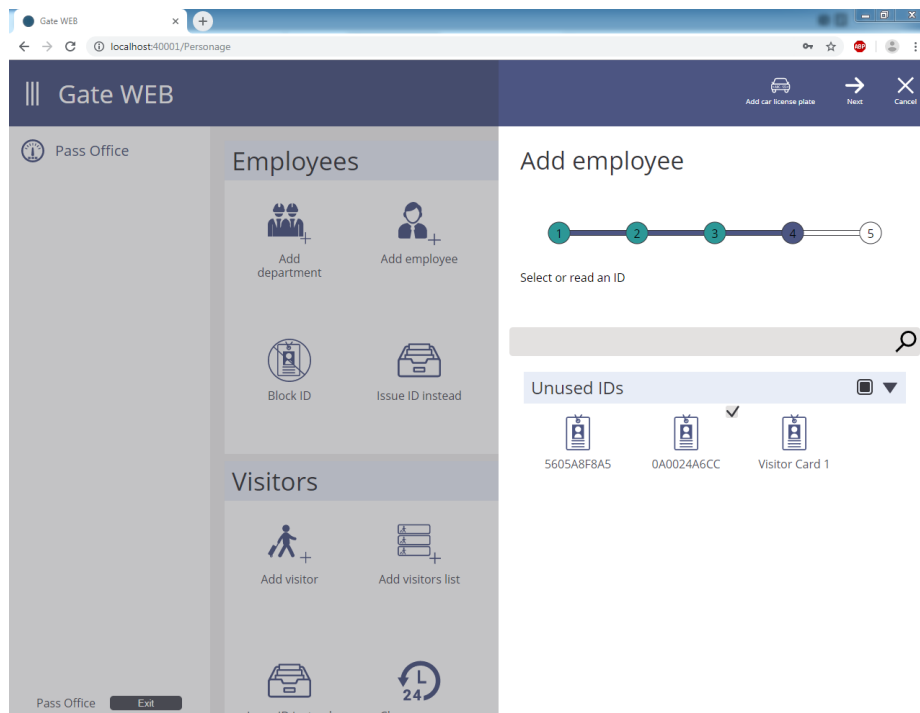 Gate WEB
localhost:40001/Personage
ABP
Gate WEB
Add car license plate
Next
Cancel
Pass Office
Employees
Add
department
Add employee
Block ID
Issue ID instead
Visitors
Add visitor
Add visitors list
24
Pass Office
Exit
Add employee
1
2
3
4
5
Select or read an ID
Unused IDs
5605A8F8A5
0A0024A6CC
Visitor Card 1